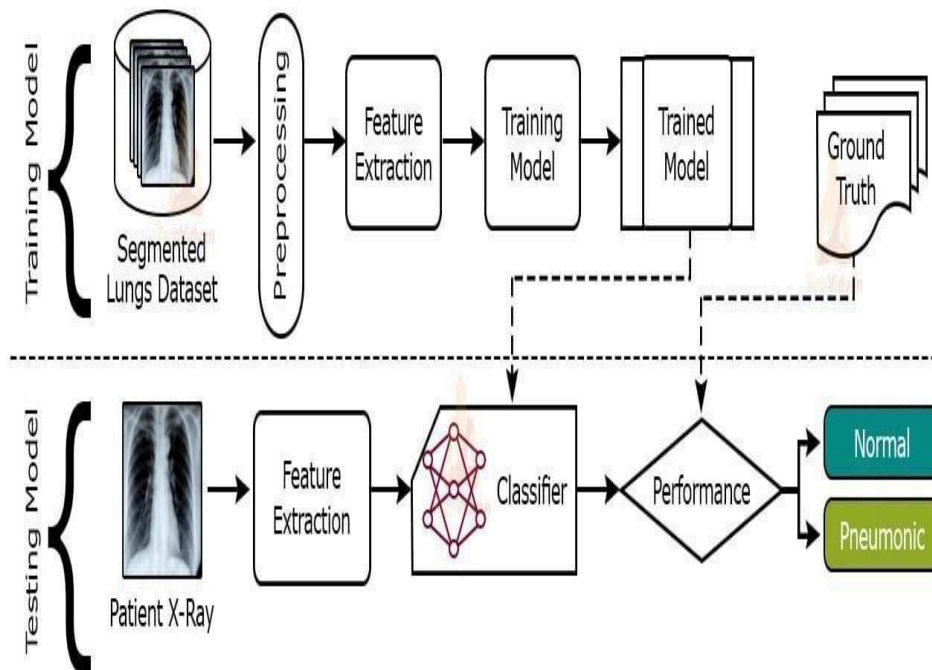 Training Model
Segmented
Lungs Dataset
Preprocessing
Feature
Extraction
Training
Model
Trained
Model
Ground
Truth
Testing Model
Patient X-Ray
Feature
Extraction
Classifier
Performance
Normal
Pneumonic